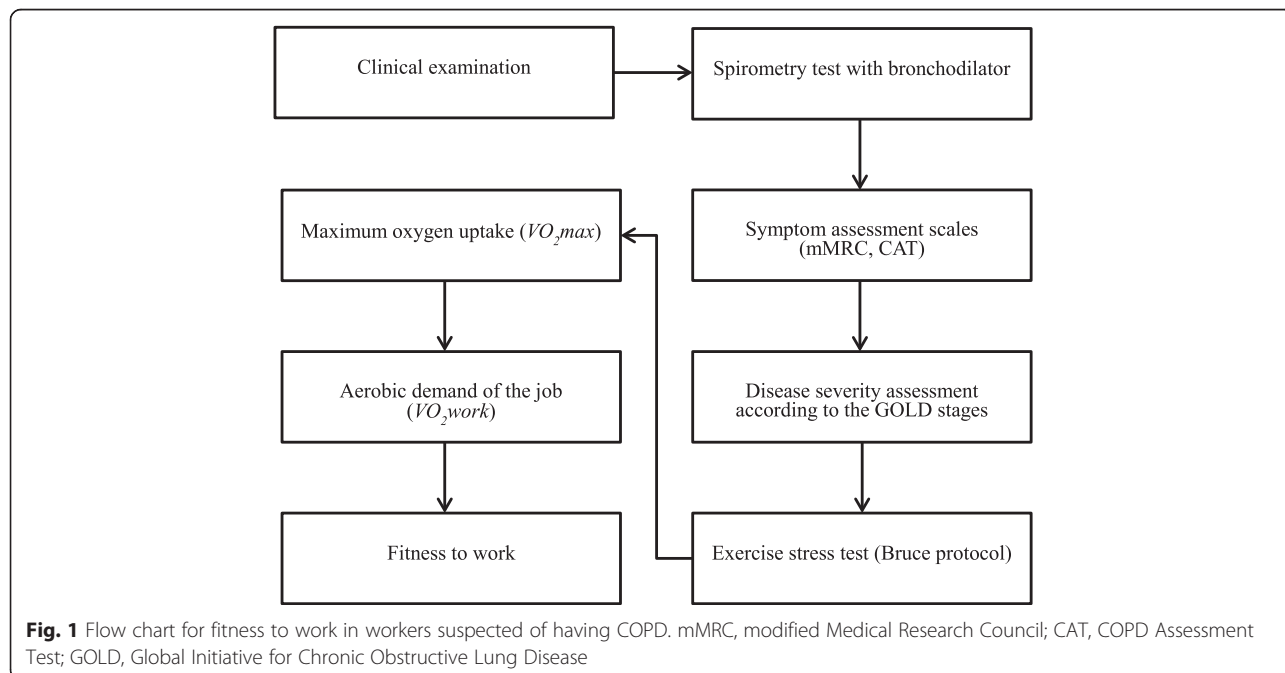 Clinical examination
Spirometry test with bronchodilator
Symptom assessment scales
(mMRC, CAT)
Disease severity assessment
according to the GOLD stages
Exercise stress test (Bruce protocol)
Maximum oxygen uptake (VO₂max)
Aerobic demand of the job
(VO₂work)
Fitness to work
Fig. 1 Flow chart for fitness to work in workers suspected of having COPD. mMRC, modified Medical Research Council; CAT, COPD Assessment
Test; GOLD, Global Initiative for Chronic Obstructive Lung Disease